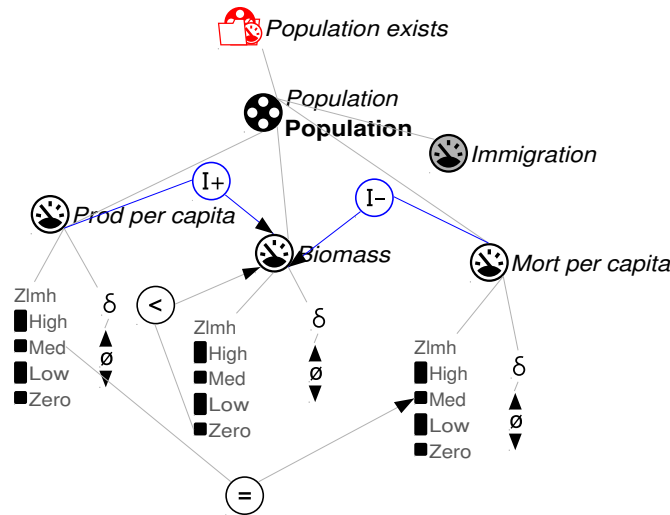 Population exists
Population
Population
Immigration
I+
I-
Prod per capita
Biomass
Mort per capita
Zlmh
High
Med
Low
Zero
δ
ø
<
Zlmh
High
Med
Low
Zero
δ
ø
Zlmh
High
Med
Low
Zero
δ
ø
=